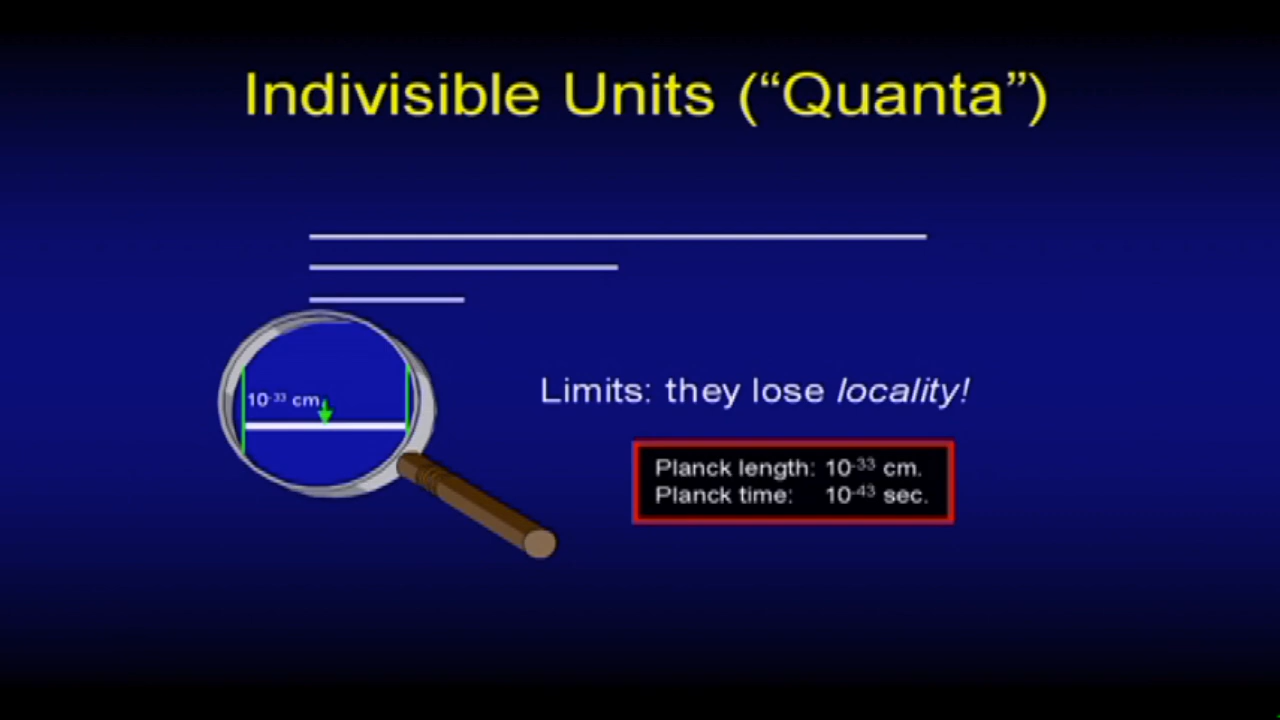 Indivisible Units (“Quanta”)
10⁻³³ cm.
Limits: they lose locality!
Planck length: 10⁻³³ cm.
Planck time: 10⁻⁴³ sec.